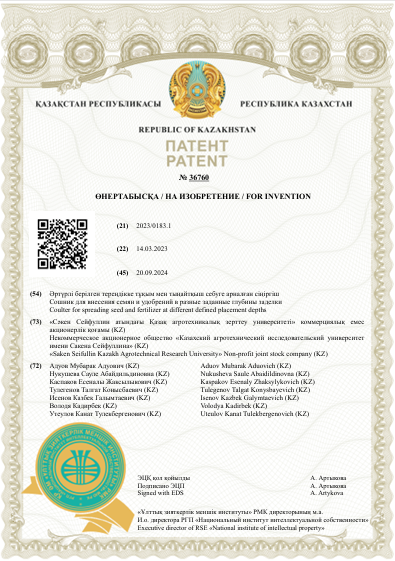 ҚАЗАҚСТАН РЕСПУБЛИКАСЫ РЕСПУБЛИКА КАЗАХСТАН
REPUBLIC OF KAZAKHSTAN
ПАТЕНТ
PATENT
№ 36760
ӨНЕРТАБЫСҚА / НА ИЗОБРЕТЕНИЕ / FOR INVENTION
(21) 2023/0183.1
(22) 14.03.2023
(45) 20.09.2024
(54) Әртүрлі берілген тереңдікке тұқым мен тыңайтқыш себуге арналған сіңіргіш
Сошник для внесения семян и удобрений в разные заданные глубины заделки
Coulter for spreading seed and fertilizer at different defined placement depths
(73) «Сәкен Сейфуллин атындағы Қазақ агротехникалық зерттеу университеті» коммерциялық емес
акционерлік қоғамы (KZ)
Некоммерческое акционерное общество «Казахский агротехнический исследовательский университет
имени Сакена Сейфуллина» (KZ)
«Saken Seifullin Kazakh Agrotechnical Research University» Non-profit joint stock company (KZ)
(72) Адуов Мубарак Адуович (KZ) Aduov Mubarak Aduovich (KZ)
Нукушева Сауле Абайдильдиновна (KZ) Nukusheva Saule Abaidildinovna (KZ)
Каспаков Есеналы Жаксылыкович (KZ) Kaspakov Esenaly Zhaksylykovich (KZ)
Тулегенов Талгат Конысбаевич (KZ) Tulegenov Talgat Konysbayevich (KZ)
Исенов Казбек Галымтаевич (KZ) Isenov Kazbek Galymtaevich (KZ)
Володя Кадирбек (KZ) Volodya Kadirbek (KZ)
Утеулов Канат Тулекбергенович (KZ) Uteulov Kanat Tulekbergenovich (KZ)
ЭЦҚ қол қойылды А. Артыкова
Подписано ЭЦП А. Артыкова
Signed with EDS A. Artykova
«Ұлттық зияткерлік меншік институты» РМК директорының м.а.
И.о. директора РГП «Национальный институт интеллектуальной собственности»
Executive director of RSE «National institute of intellectual property»